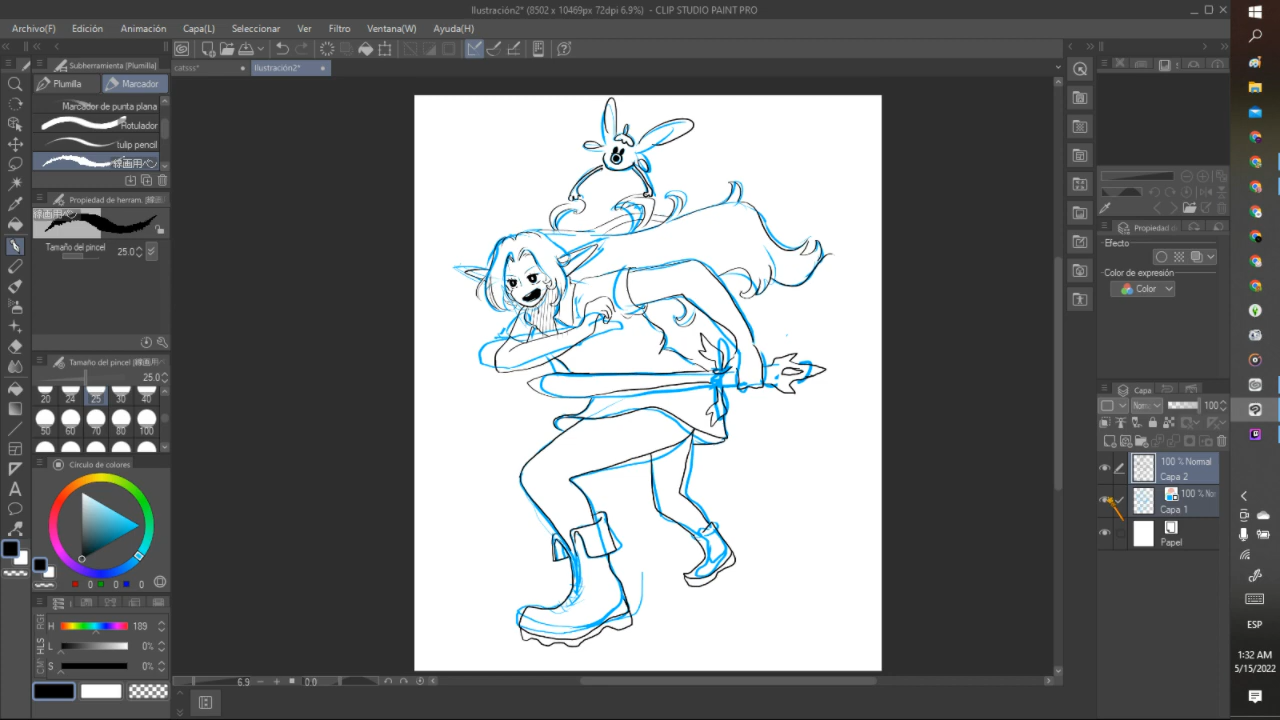 Ilustración2* (8502 x 10469px 72dpi 6.9%) - CLIP STUDIO PAINT PRO
Archivo(F) Edición Animación Capa(L) Seleccionar Ver Filtro Ventana(W) Ayuda(H)
Subherramienta (Plumilla)
catsss* Ilustración2*
Plumilla Marcador
Marcador de punta plana
Rotulador
tulip pencil
線画用ペン
Propiedad de herram.
線画用ペン
Tamaño del pincel 25.0
Tamaño del pincel
25.0
20 24 25 30 40
50 60 70 80 100
Círculo de colores
0 0 0
H 189
L 0%
S 0%
RGB
HLS
6.9 0.0
Propiedad
Efecto
Color de expresión
Color
Capa
100
100 % Normal
Capa 2
Capa 1
Papel
ESP
1:32 AM
5/15/2022